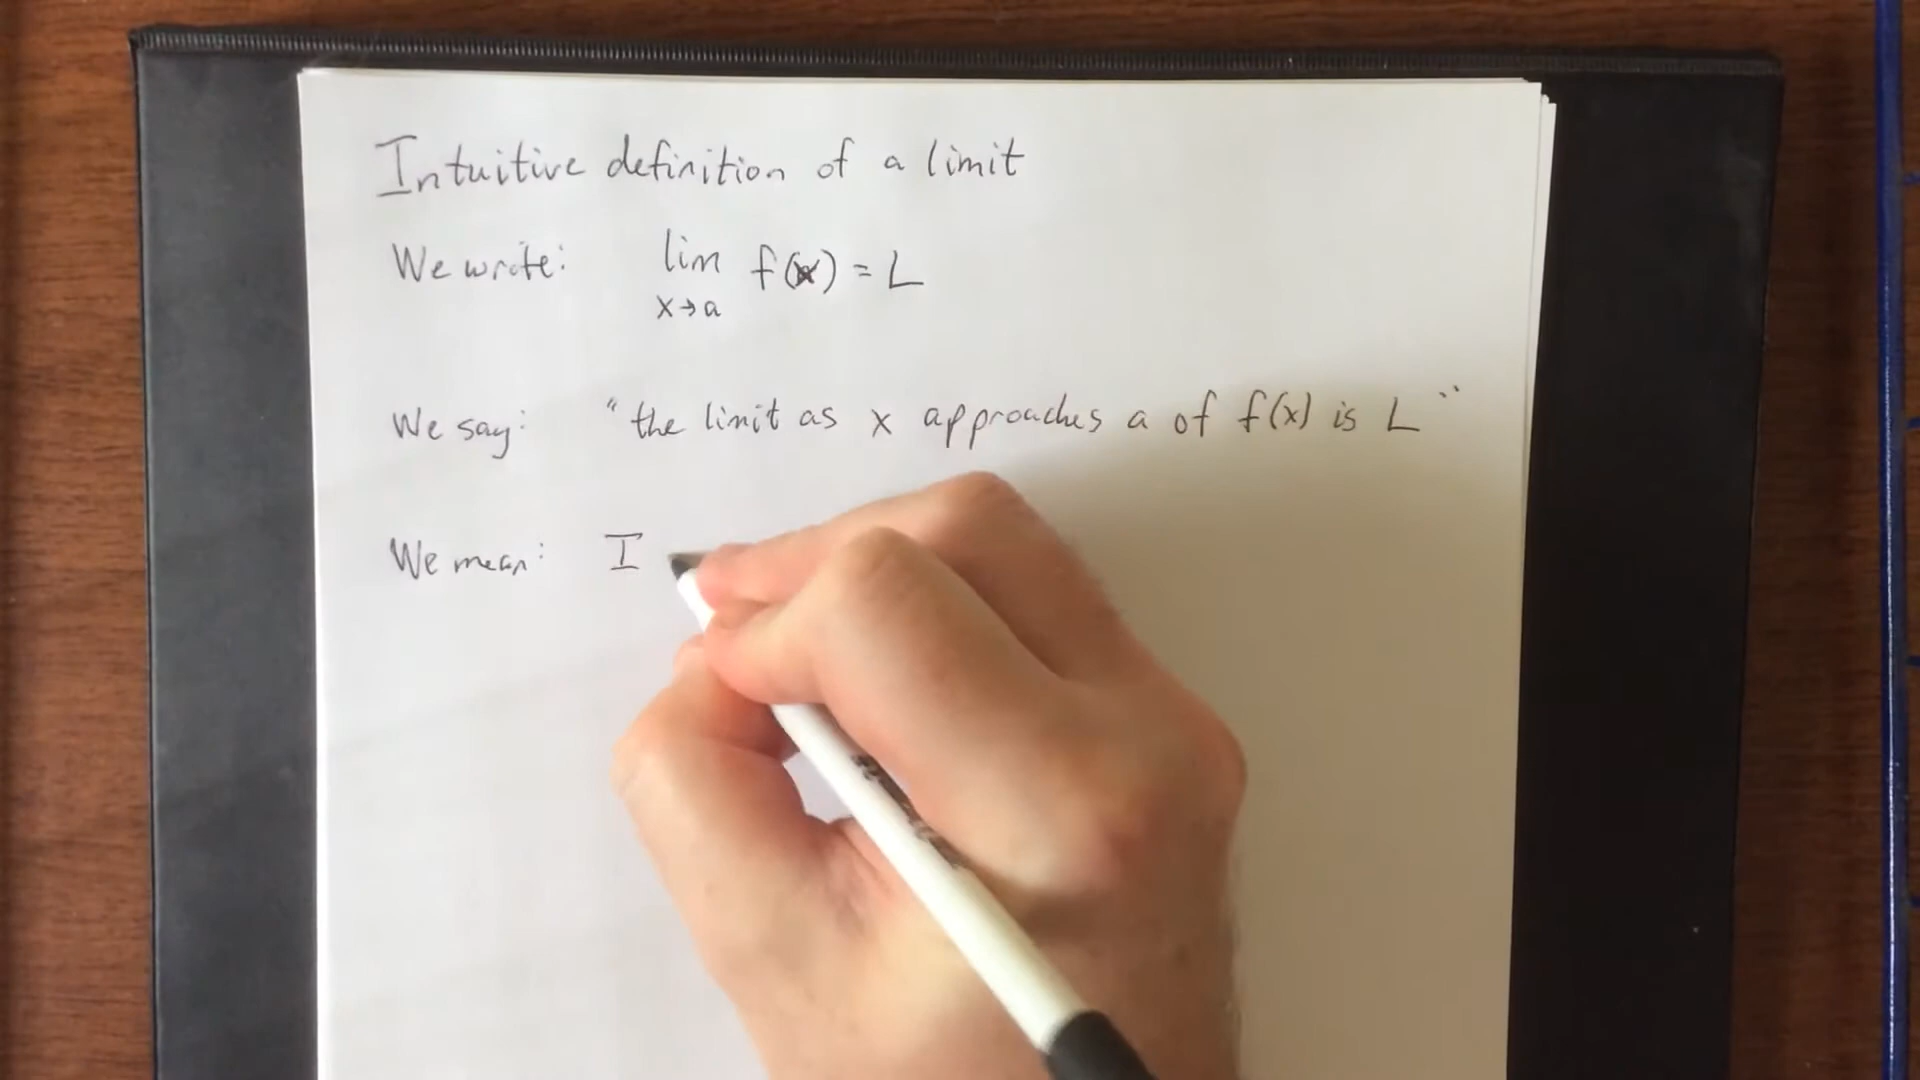 Intuitive definition of a limit
We write: lim f(x) = L
x→a
We say: "the limit as x approaches a of f(x) is L"
We mean: I